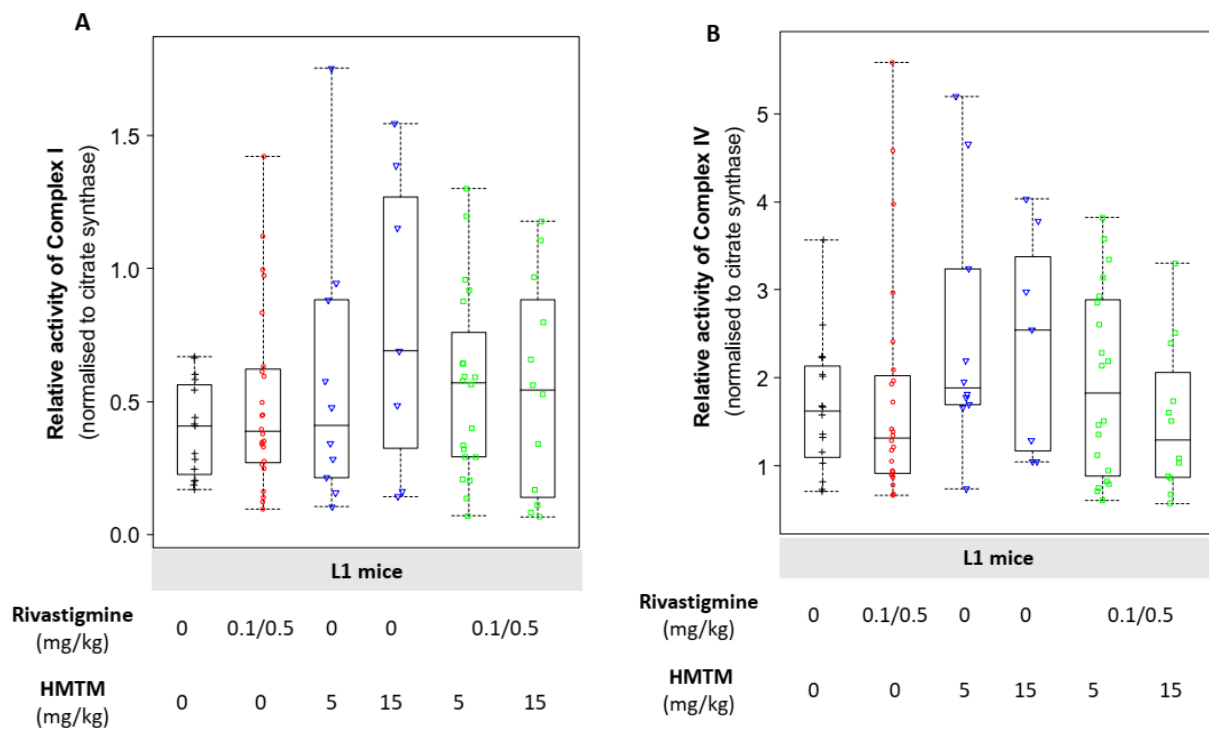 A
Relative activity of Complex I
(normalised to citrate synthase)
1.5
1.0
0.5
0.0
L1 mice
Rivastigmine
(mg/kg)
0 0.1/0.5 0 0 0.1/0.5
HMTM
(mg/kg)
0 0 5 15 5 15
B
Relative activity of Complex IV
(normalised to citrate synthase)
5
4
3
2
1
L1 mice
Rivastigmine
(mg/kg)
0 0.1/0.5 0 0 0.1/0.5
HMTM
(mg/kg)
0 0 5 15 5 15